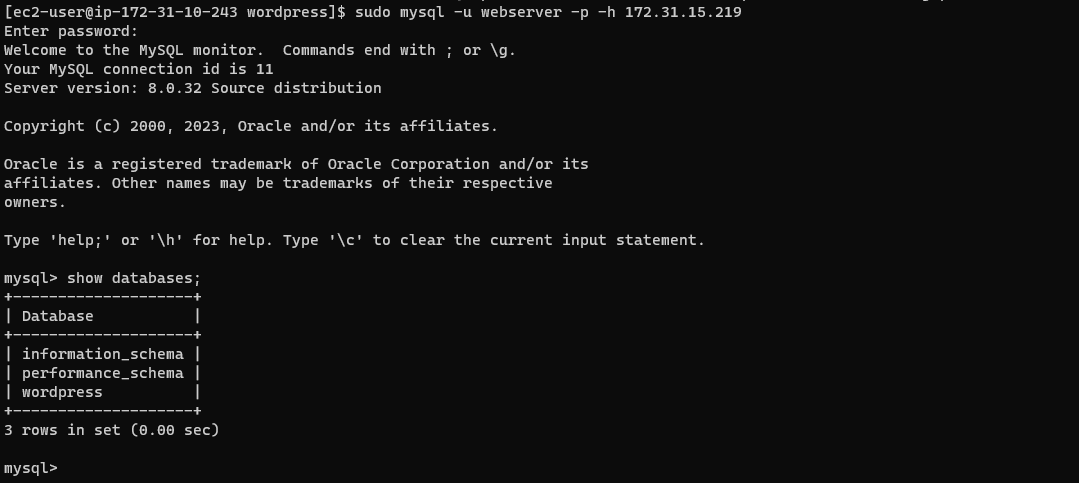 [ec2-user@ip-172-31-10-243 wordpress]$ sudo mysql -u webserver -p -h 172.31.15.219
Enter password:
Welcome to the MySQL monitor.  Commands end with ; or \g.
Your MySQL connection id is 11
Server version: 8.0.32 Source distribution

Copyright (c) 2000, 2023, Oracle and/or its affiliates.

Oracle is a registered trademark of Oracle Corporation and/or its
affiliates. Other names may be trademarks of their respective
owners.

Type 'help;' or '\h' for help. Type '\c' to clear the current input statement.

mysql> show databases;
+--------------------+
| Database           |
+--------------------+
| information_schema |
| performance_schema |
| wordpress          |
+--------------------+
3 rows in set (0.00 sec)

mysql>